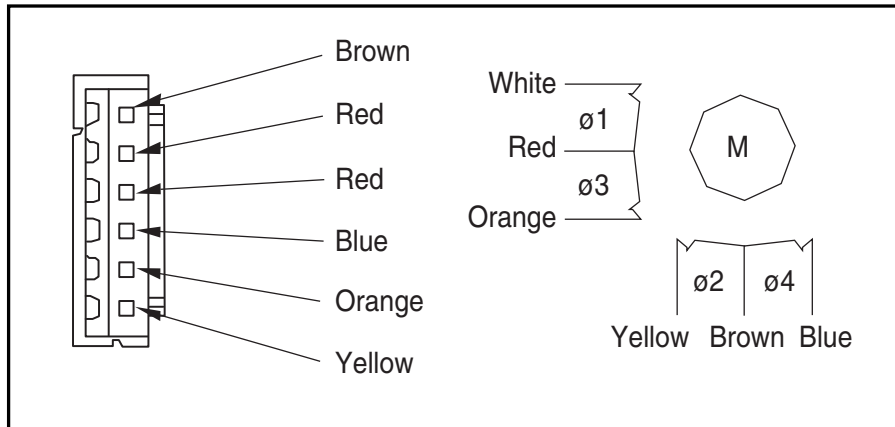 Brown
Red
Red
Blue
Orange
Yellow
White
ø1
Red
ø3
Orange
M
ø2 ø4
Yellow Brown Blue